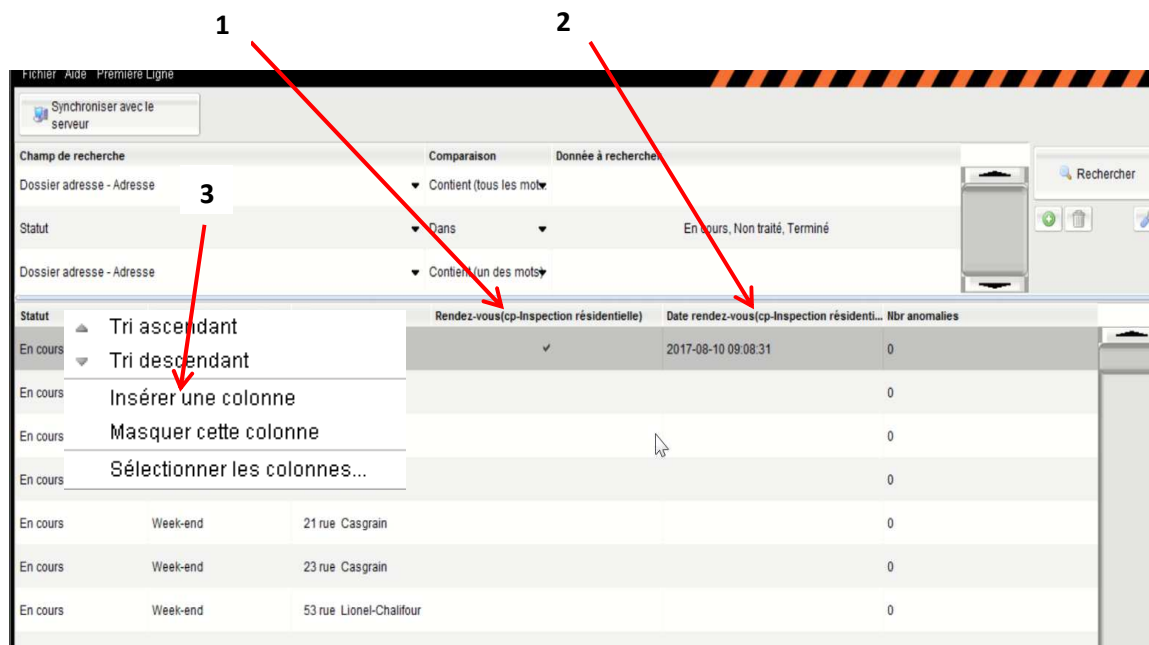 1
2
Fichier Aide Première Ligne
Synchroniser avec le
serveur
Champ de recherche Comparaison Donnée à rechercher
Rechercher
Dossier adresse - Adresse Contient (tous les mots
3
Statut Dans En cours, Non traité, Terminé
Dossier adresse - Adresse Contient (un des mots)
Statut Rendez-vous(cp-Inspection résidentielle) Date rendez-vous(cp-Inspection résidenti... Nbr anomalies
Tri ascendant
En cours 2017-08-10 09:08:31 0
Tri descendant
En cours 0
Insérer une colonne
En cours 0
Masquer cette colonne
En cours 0
Sélectionner les colonnes...
En cours Week-end 21 rue Casgrain 0
En cours Week-end 23 rue Casgrain 0
En cours Week-end 53 rue Lionel-Chalifour 0